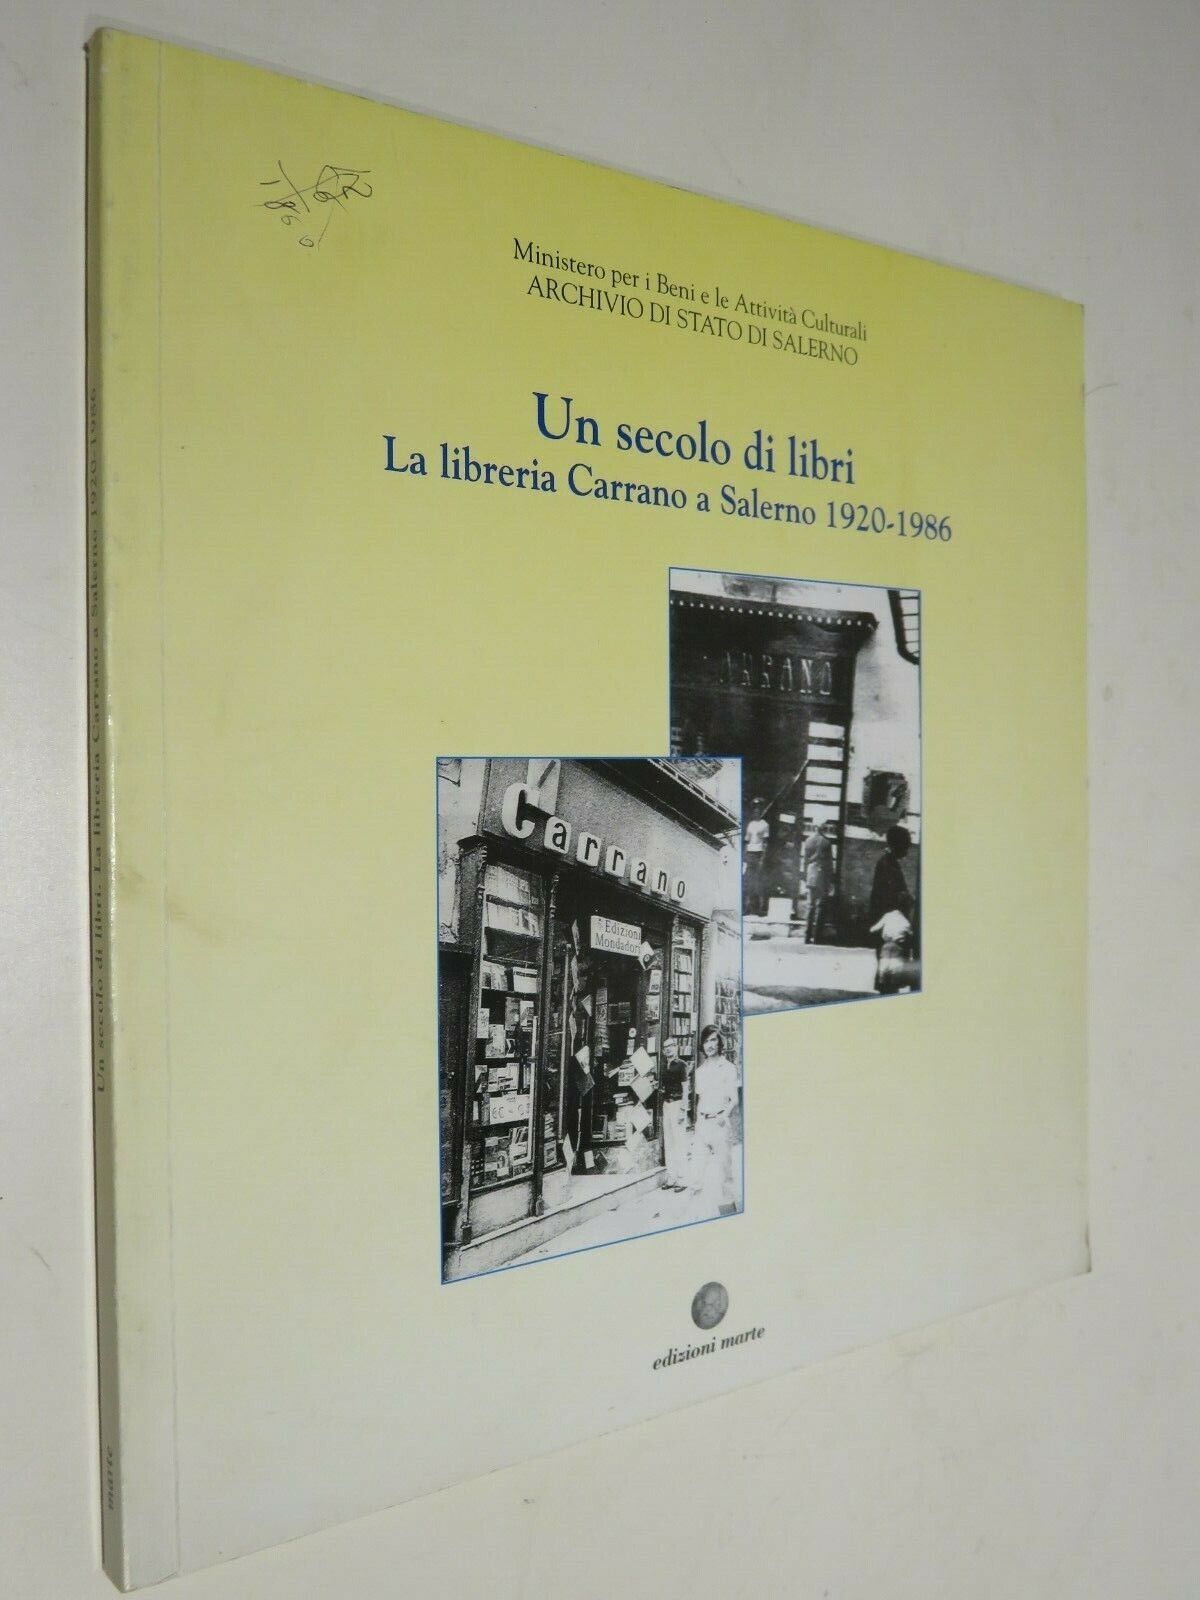 Ministero per i Beni e le Attività Culturali
ARCHIVIO DI STATO DI SALERNO
Un secolo di libri
La libreria Carrano a Salerno 1920-1986
ARRANO
Carrano
Edizioni
Mondadori
edizioni marte
Un secolo di libri. La libreria Carrano a Salerno 1920-1986
marte